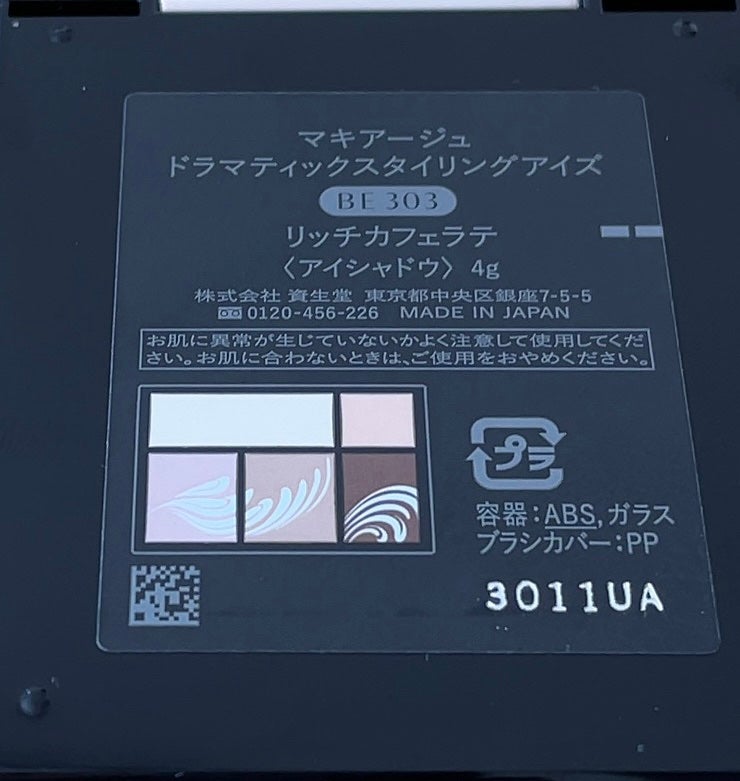 マキアージュ
ドラマティックスタイリングアイズ
BE 303
リッチカフェラテ
〈アイシャドウ〉 4g
株式会社 資生堂 東京都中央区銀座7-5-5
0120-456-226 MADE IN JAPAN
お肌に異常が生じていないかよく注意して使用してくだ
さい。お肌に合わないときは、ご使用をおやめください。
プラ
容器:ABS,ガラス
ブラシカバー:PP
3011UA